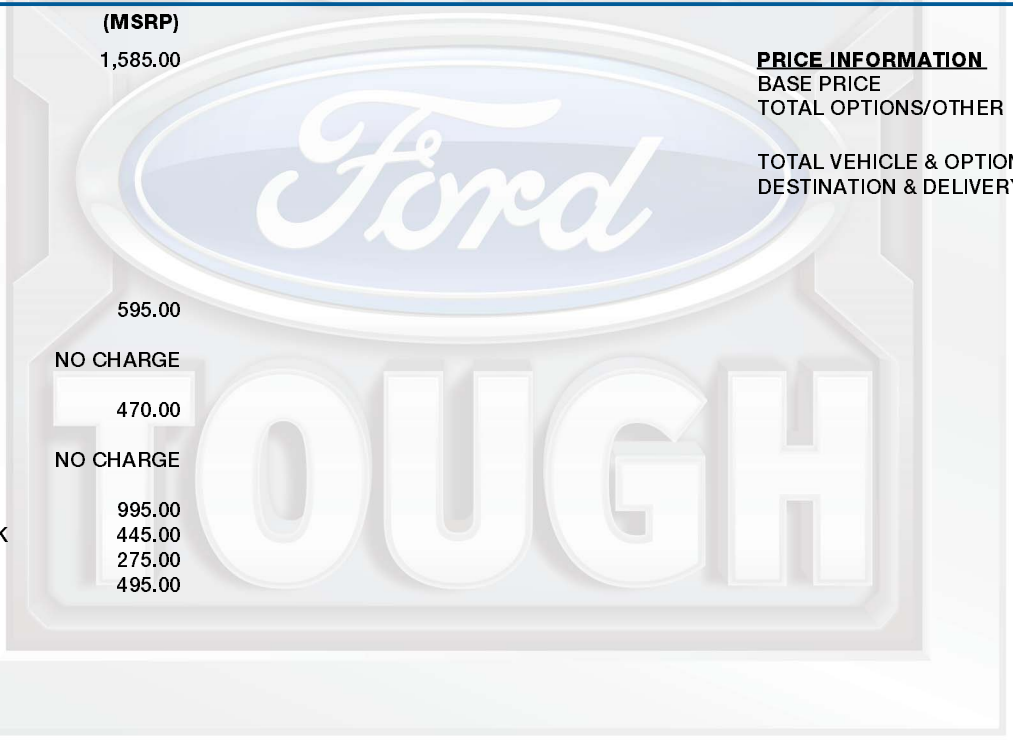 (MSRP)
1,585.00
595.00
NO CHARGE
470.00
NO CHARGE
995.00
K 445.00
275.00
495.00
PRICE INFORMATION
BASE PRICE
TOTAL OPTIONS/OTHER
TOTAL VEHICLE & OPTION
DESTINATION & DELIVERY
Ford
TOUGH